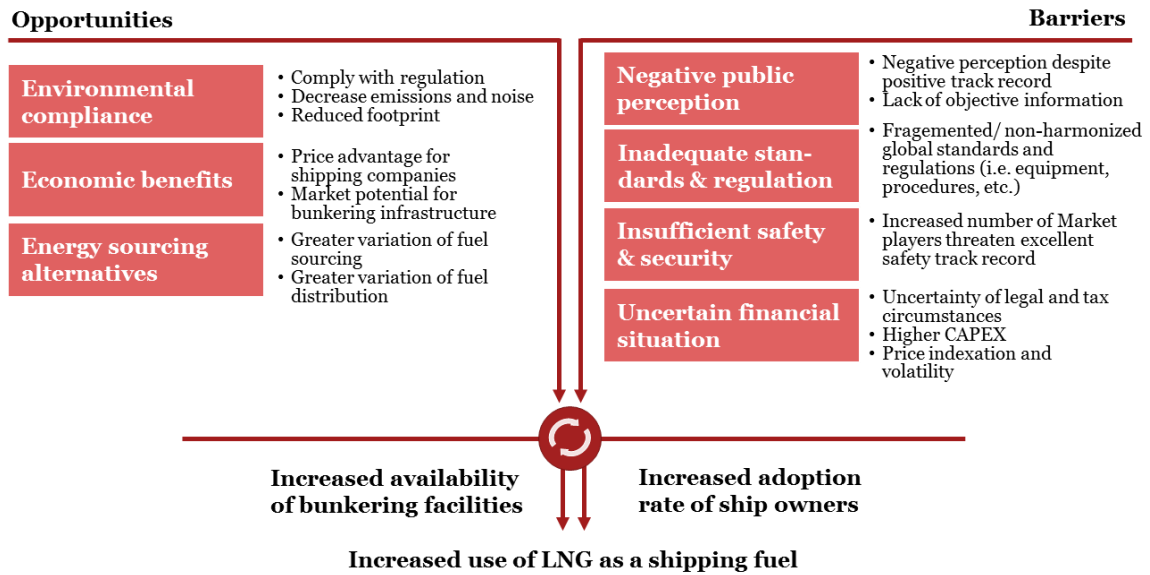 Opportunities
Environmental
compliance
• Comply with regulation
• Decrease emissions and noise
• Reduced footprint
Economic benefits
• Price advantage for
shipping companies
• Market potential for
bunkering infrastructure
Energy sourcing
alternatives
• Greater variation of fuel
sourcing
• Greater variation of fuel
distribution
Barriers
Negative public
perception
• Negative perception despite
positive track record
• Lack of objective information
Inadequate stan-
dards & regulation
• Fragemented/ non-harmonized
global standards and
regulations (i.e. equipment,
procedures, etc.)
Insufficient safety
& security
• Increased number of Market
players threaten excellent
safety track record
Uncertain financial
situation
• Uncertainty of legal and tax
circumstances
• Higher CAPEX
• Price indexation and
volatility
Increased availability
of bunkering facilities
Increased adoption
rate of ship owners
Increased use of LNG as a shipping fuel